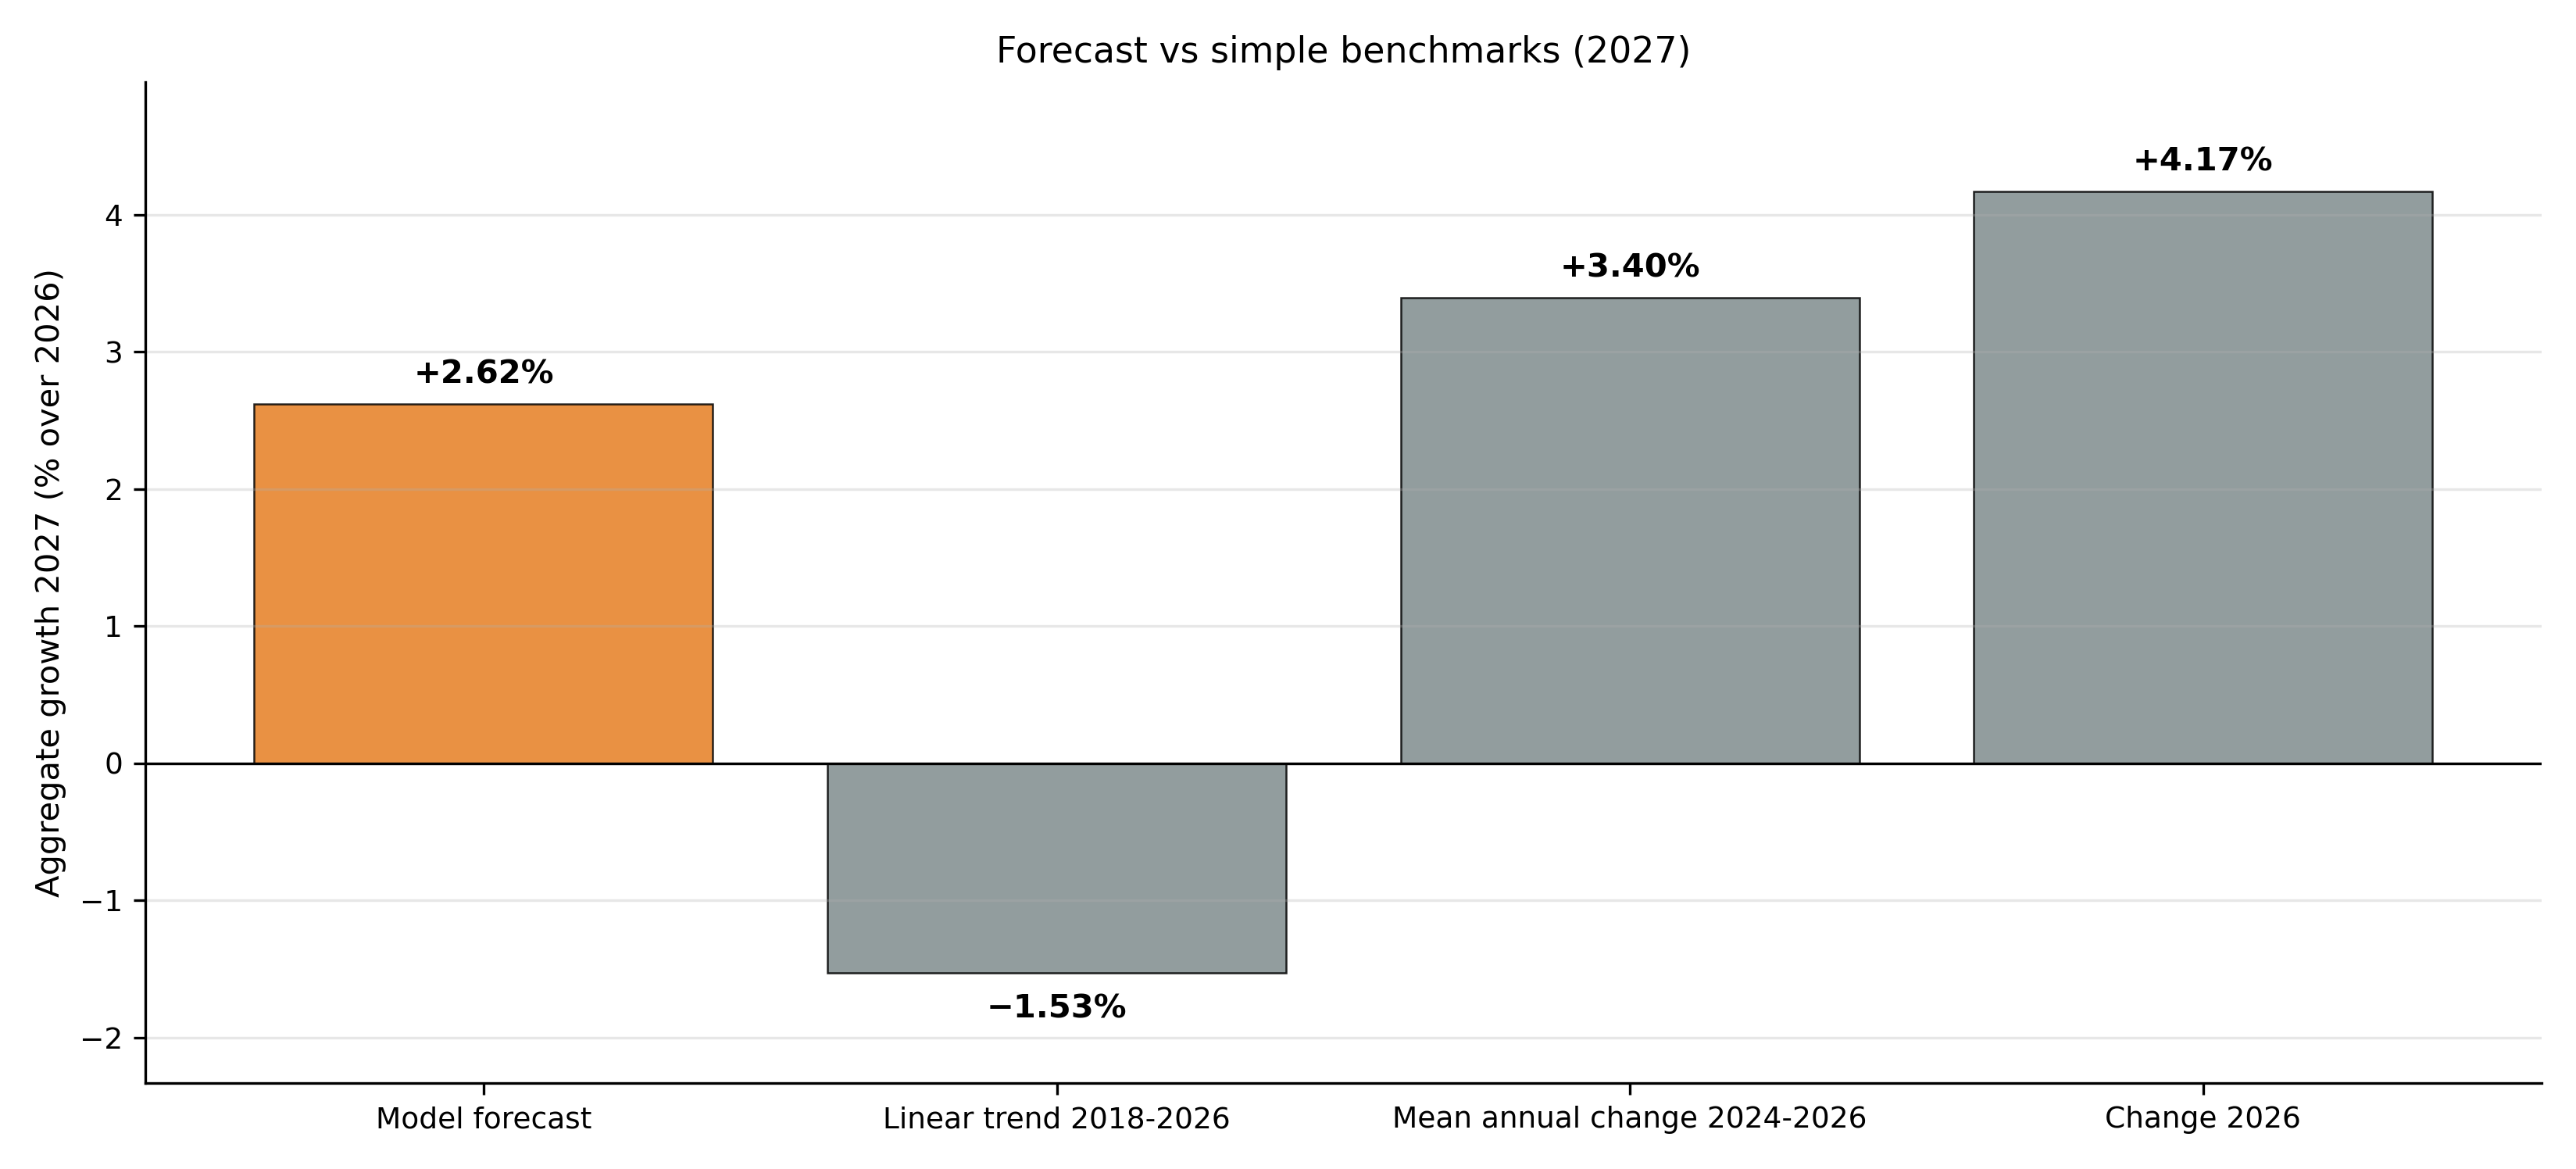 Forecast vs simple benchmarks (2027)
Aggregate growth 2027 (% over 2026)
4
3
2
1
0
−1
−2
+2.62%
−1.53%
+3.40%
+4.17%
Model forecast
Linear trend 2018-2026
Mean annual change 2024-2026
Change 2026